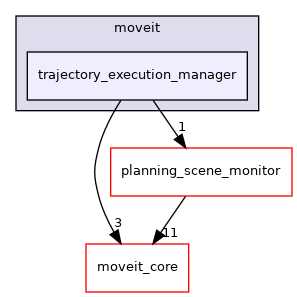 moveit
trajectory_execution_manager
1
planning_scene_monitor
3
11
moveit_core